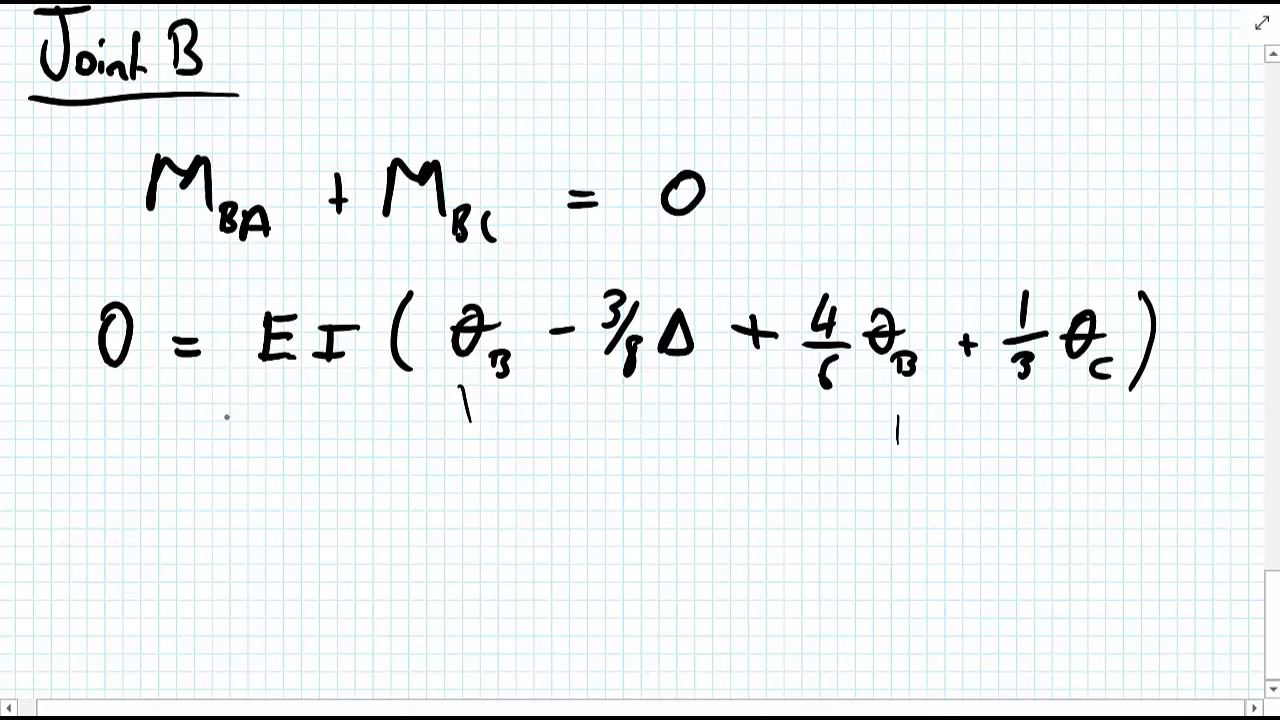 Joint B
M_BA + M_BC = 0
0 = EI ( θ_B - 3/8 Δ + 4/6 θ_B + 1/3 θ_C )